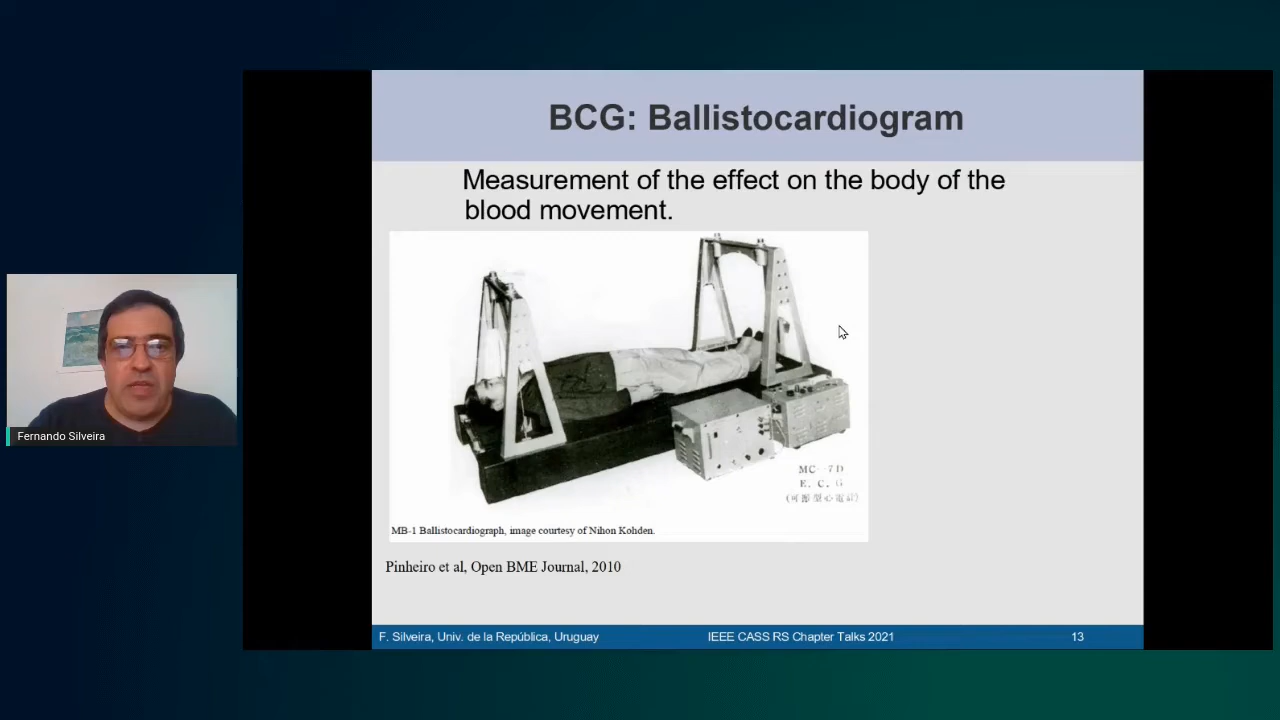 BCG: Ballistocardiogram
Measurement of the effect on the body of the
blood movement.
MC-7D
E. C. G
MB-1 Ballistocardiograph, image courtesy of Nihon Kohden.
Pinheiro et al, Open BME Journal, 2010
F. Silveira, Univ. de la República, Uruguay
IEEE CASS RS Chapter Talks 2021
13
Fernando Silveira